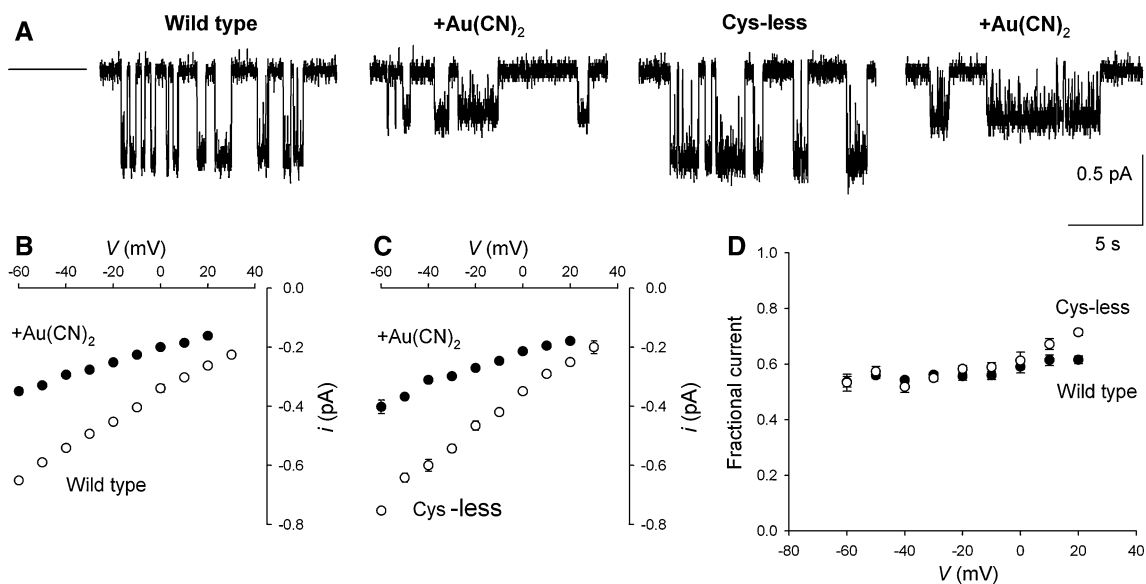 A
Wild type
+Au(CN)2
Cys-less
+Au(CN)2
0.5 pA
5 s
B
V (mV)
-60 -40 -20 0 20 40
0.0
-0.2
-0.4
-0.6
-0.8
i (pA)
+Au(CN)2
Wild type
C
V (mV)
-60 -40 -20 0 20 40
0.0
-0.2
-0.4
-0.6
-0.8
i (pA)
+Au(CN)2
Cys -less
D
1.0
0.8
0.6
0.4
0.2
0.0
Fractional current
Cys-less
Wild type
-80 -60 -40 -20 0 20 40
V (mV)